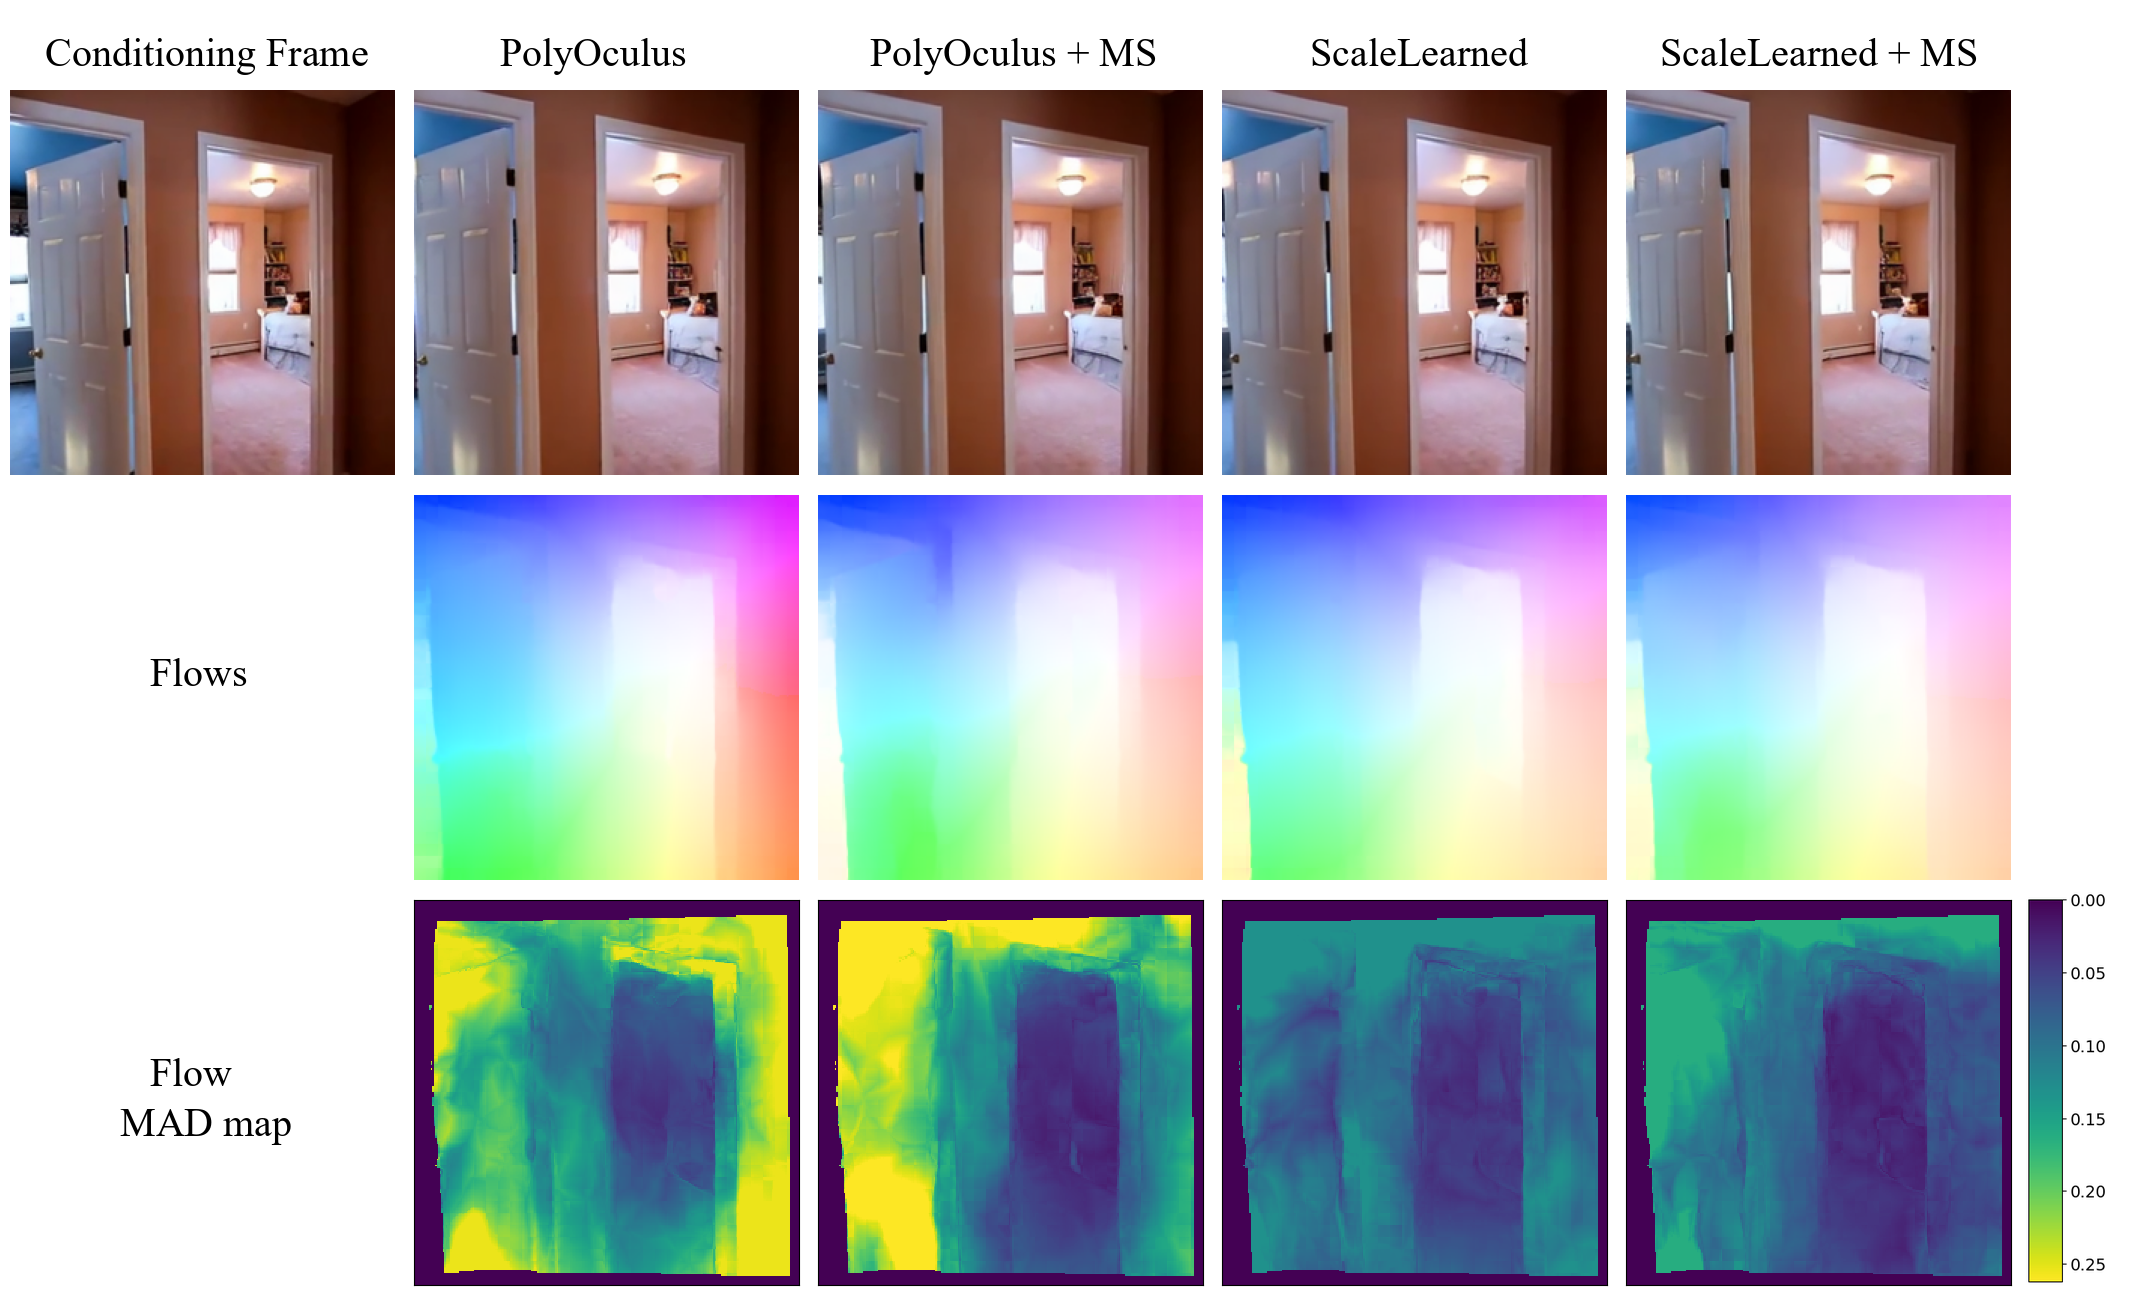 Conditioning Frame
PolyOculus
PolyOculus + MS
ScaleLearned
ScaleLearned + MS
Flows
Flow
MAD map
0.00
0.05
0.10
0.15
0.20
0.25